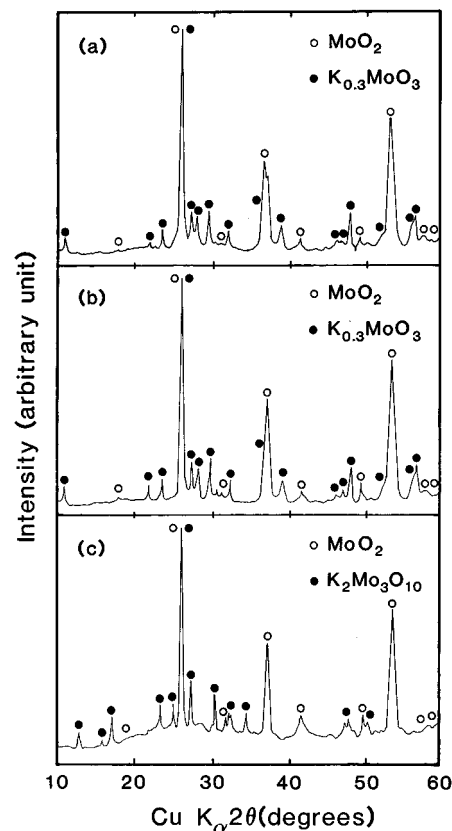 (a)
○ MoO2
● K0.3MoO3
(b)
○ MoO2
● K0.3MoO3
(c)
○ MoO2
● K2Mo3O10
Intensity (arbitrary unit)
10 20 30 40 50 60
Cu Kα2θ(degrees)